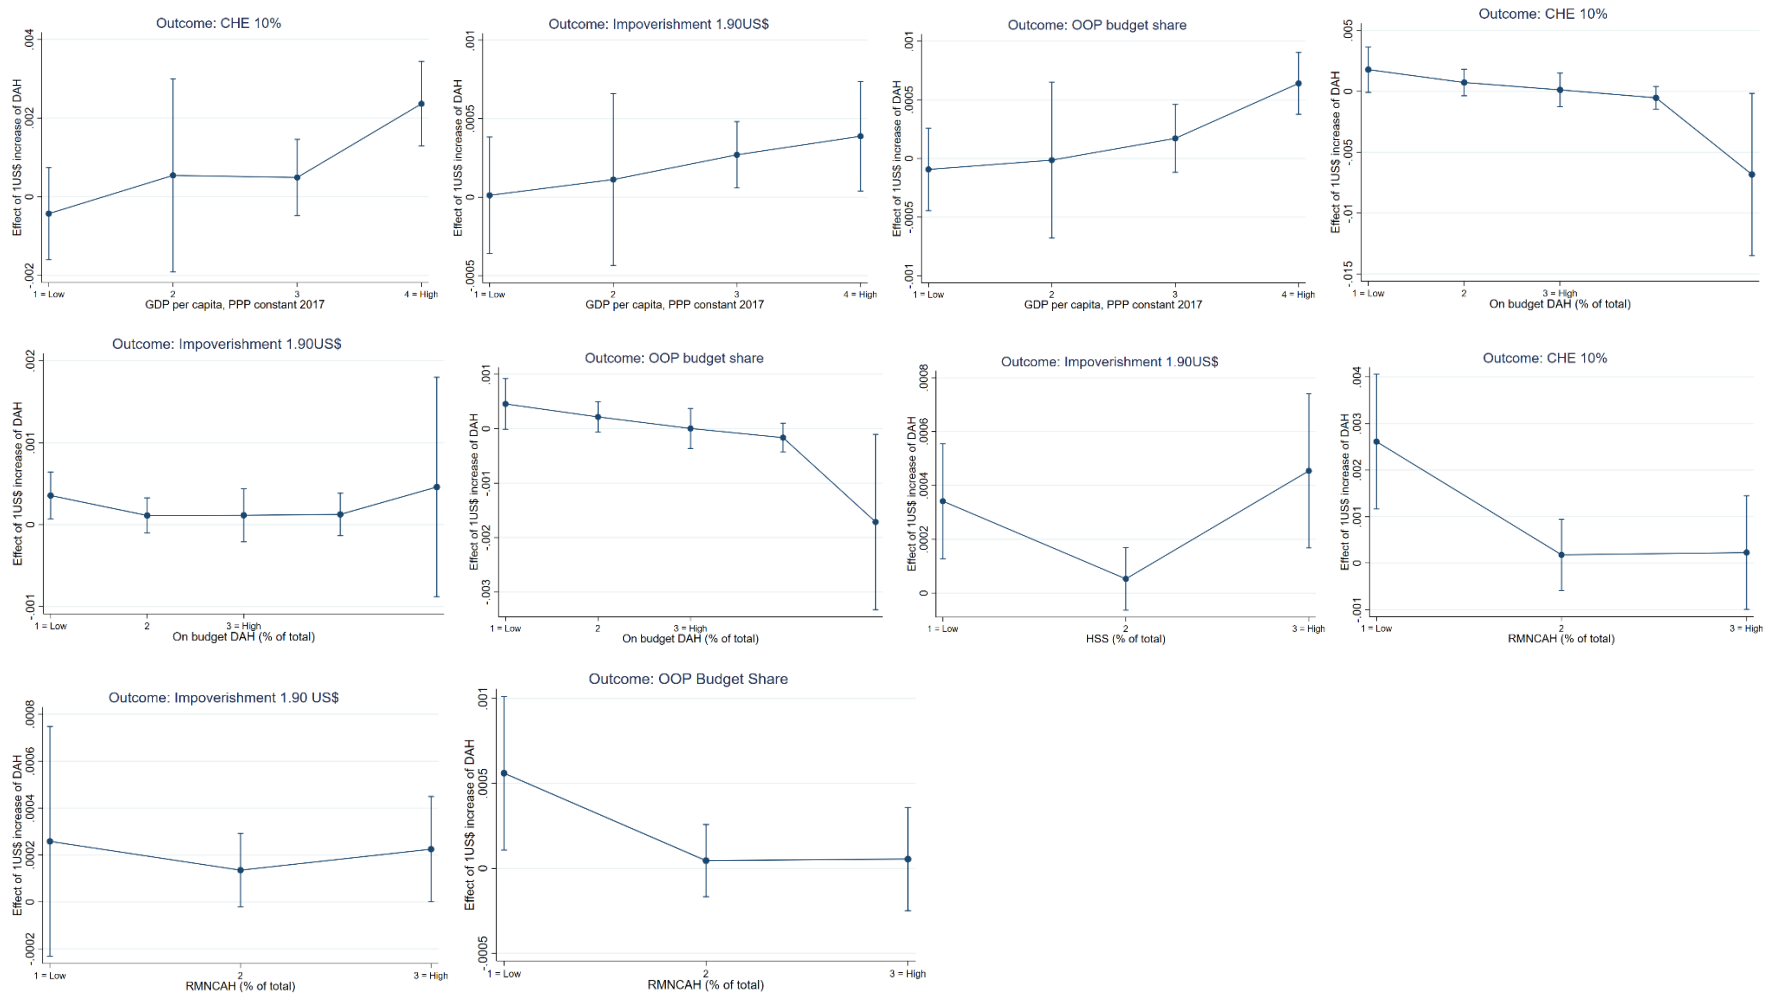 Outcome: CHE 10%
Effect of 1US$ increase of DAH
.004
.002
0
-.002
1 = Low
2
3
4 = High
GDP per capita, PPP constant 2017
Outcome: Impoverishment 1.90US$
Effect of 1US$ increase of DAH
.001
.0005
0
-.0005
1 = Low
2
3
4 = High
GDP per capita, PPP constant 2017
Outcome: OOP budget share
Effect of 1US$ increase of DAH
.001
.0005
0
-.0005
-.001
1 = Low
2
3
4 = High
GDP per capita, PPP constant 2017
Outcome: CHE 10%
Effect of 1US$ increase of DAH
.005
0
-.005
-.01
-.015
1 = Low
2
3 = High
On budget DAH (% of total)
Outcome: Impoverishment 1.90US$
Effect of 1US$ increase of DAH
.002
.001
0
-.001
1 = Low
2
3 = High
On budget DAH (% of total)
Outcome: OOP budget share
Effect of 1US$ increase of DAH
.001
0
-.001
-.002
-.003
1 = Low
2
3 = High
On budget DAH (% of total)
Outcome: Impoverishment 1.90US$
Effect of 1US$ increase of DAH
.0008
.0006
.0004
.0002
0
1 = Low
2
3 = High
HSS (% of total)
Outcome: CHE 10%
Effect of 1US$ increase of DAH
.004
.003
.002
.001
0
-.001
1 = Low
2
3 = High
RMNCAH (% of total)
Outcome: Impoverishment 1.90 US$
Effect of 1US$ increase of DAH
.0008
.0006
.0004
.0002
0
-.0002
1 = Low
2
3 = High
RMNCAH (% of total)
Outcome: OOP Budget Share
Effect of 1US$ increase of DAH
.001
.0005
0
-.0005
1 = Low
2
3 = High
RMNCAH (% of total)